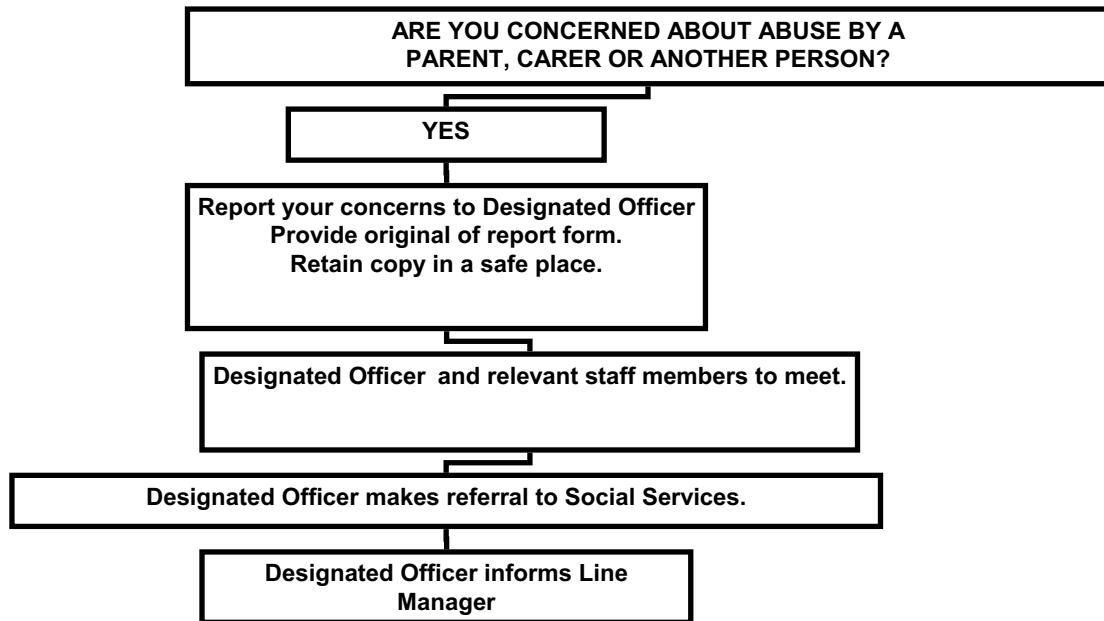 ARE YOU CONCERNED ABOUT ABUSE BY A
PARENT, CARER OR ANOTHER PERSON?
YES
Report your concerns to Designated Officer
Provide original of report form.
Retain copy in a safe place.
Designated Officer and relevant staff members to meet.
Designated Officer makes referral to Social Services.
Designated Officer informs Line
Manager